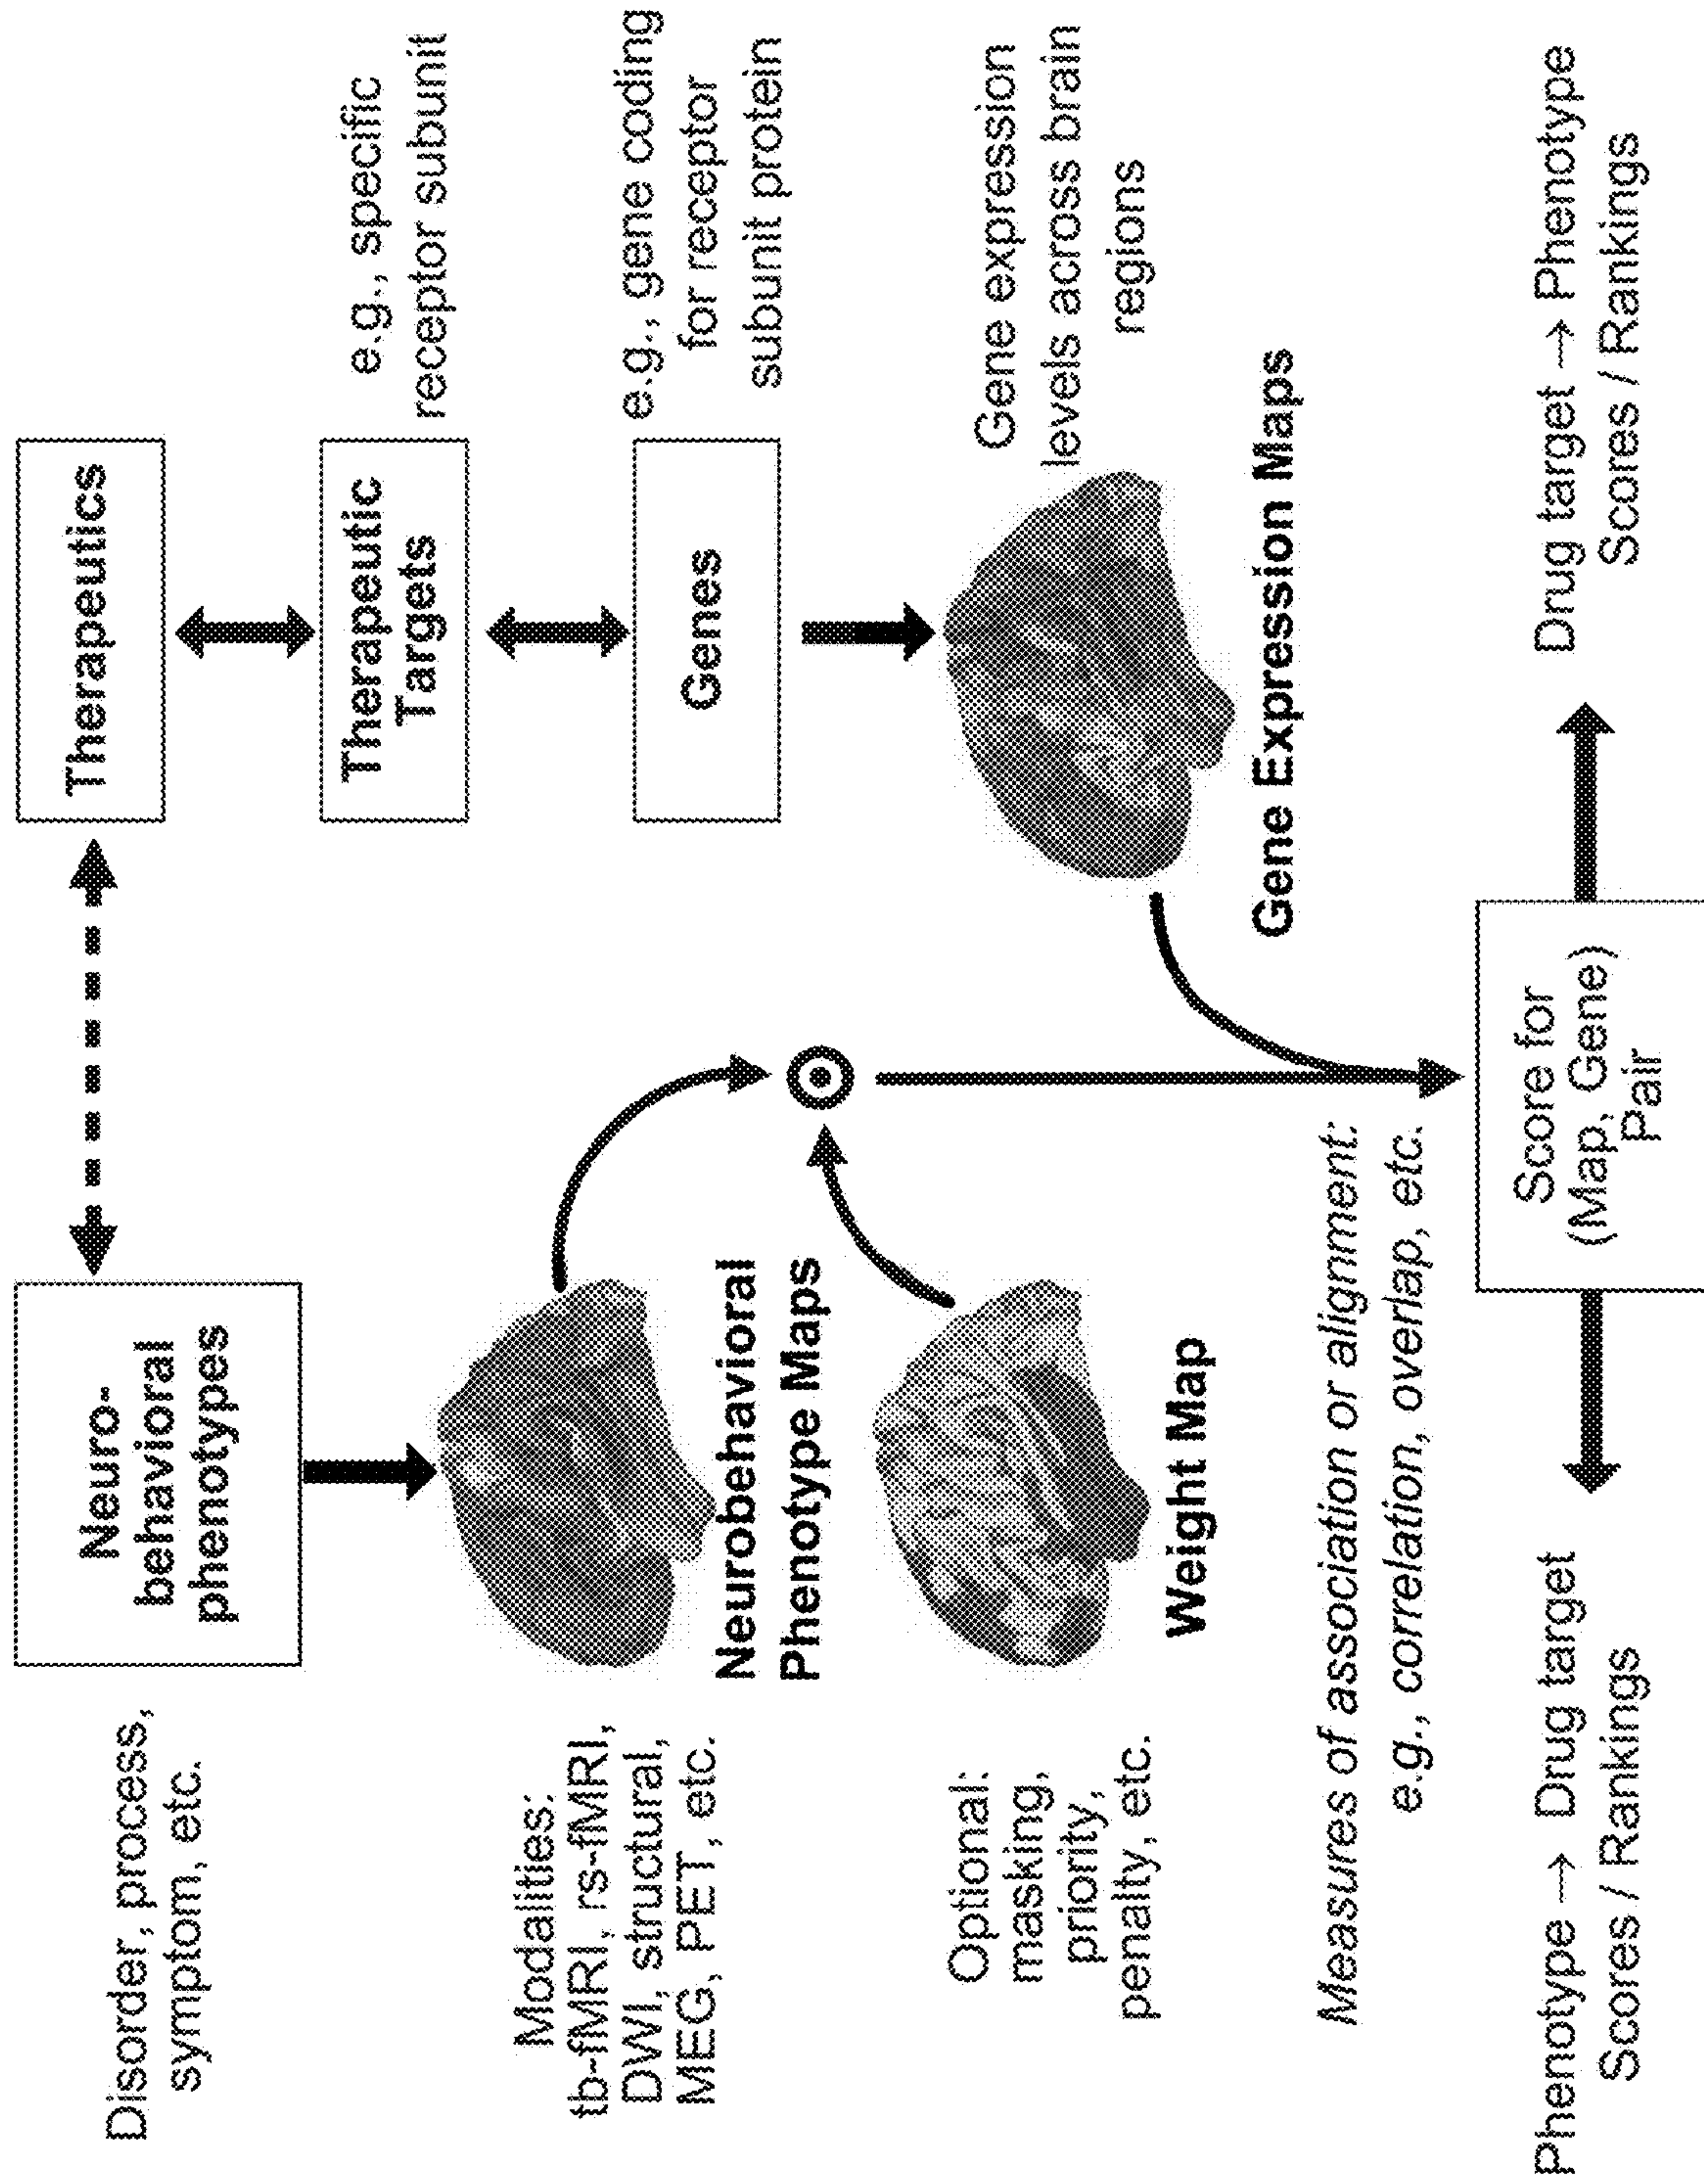 Disorder, process,
symptom, etc.
Neuro-
behavioral
phenotypes
Therapeutics
Modalities:
tb-fMRI, rs-fMRI,
DWI, structural,
MEG, PET, etc.
Neurobehavioral
Phenotype Maps
Therapeutic
Targets
e.g., specific
receptor subunit
Genes
e.g., gene coding
for receptor
subunit protein
Optional:
masking,
priority,
penalty, etc.
Weight Map
Gene expression
levels across brain
regions
Gene Expression Maps
Measures of association or alignment:
e.g., correlation, overlap, etc.
Phenotype → Drug target
Scores / Rankings
Score for
(Map, Gene)
Pair
Drug target → Phenotype
Scores / Rankings